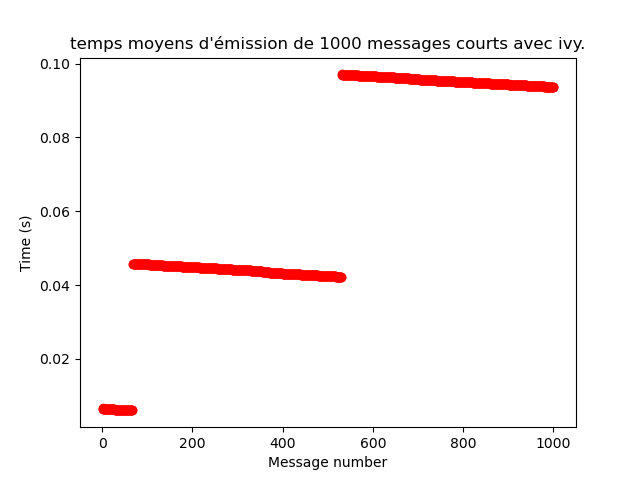 temps moyens d'émission de 1000 messages courts avec ivy.
0.10
0.08
0.06
0.04
0.02
Time (s)
0 200 400 600 800 1000
Message number